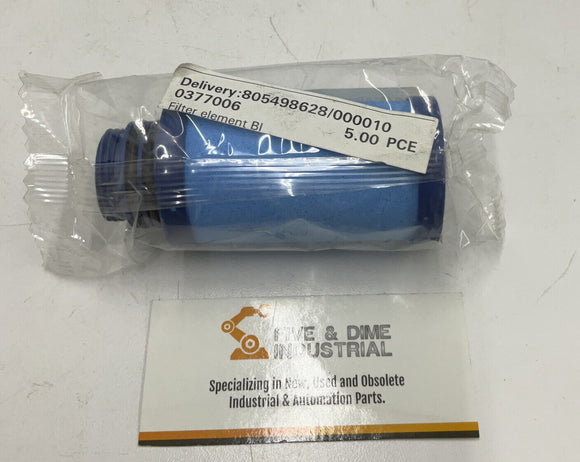 Delivery:805498628/000010
0377006
Filter element BI
5.00 PCE
FIVE & DIME
INDUSTRIAL
Specializing in New, Used and Obsolete
Industrial & Automation Parts.